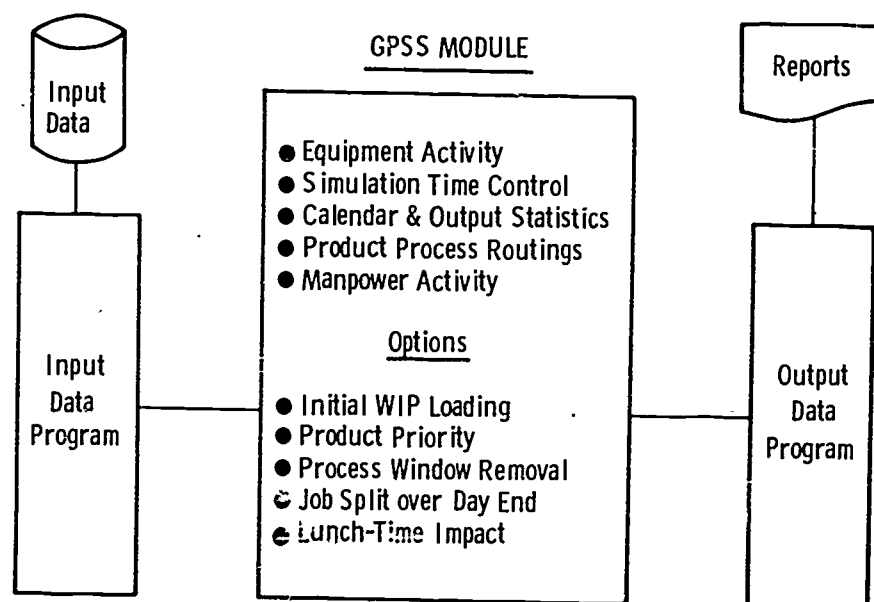 GPSS MODULE
Input
Data
Reports
● Equipment Activity
● Simulation Time Control
● Calendar & Output Statistics
● Product Process Routings
● Manpower Activity
Options
● Initial WIP Loading
● Product Priority
● Process Window Removal
● Job Split over Day End
● Lunch-Time Impact
Input
Data
Program
Output
Data
Program